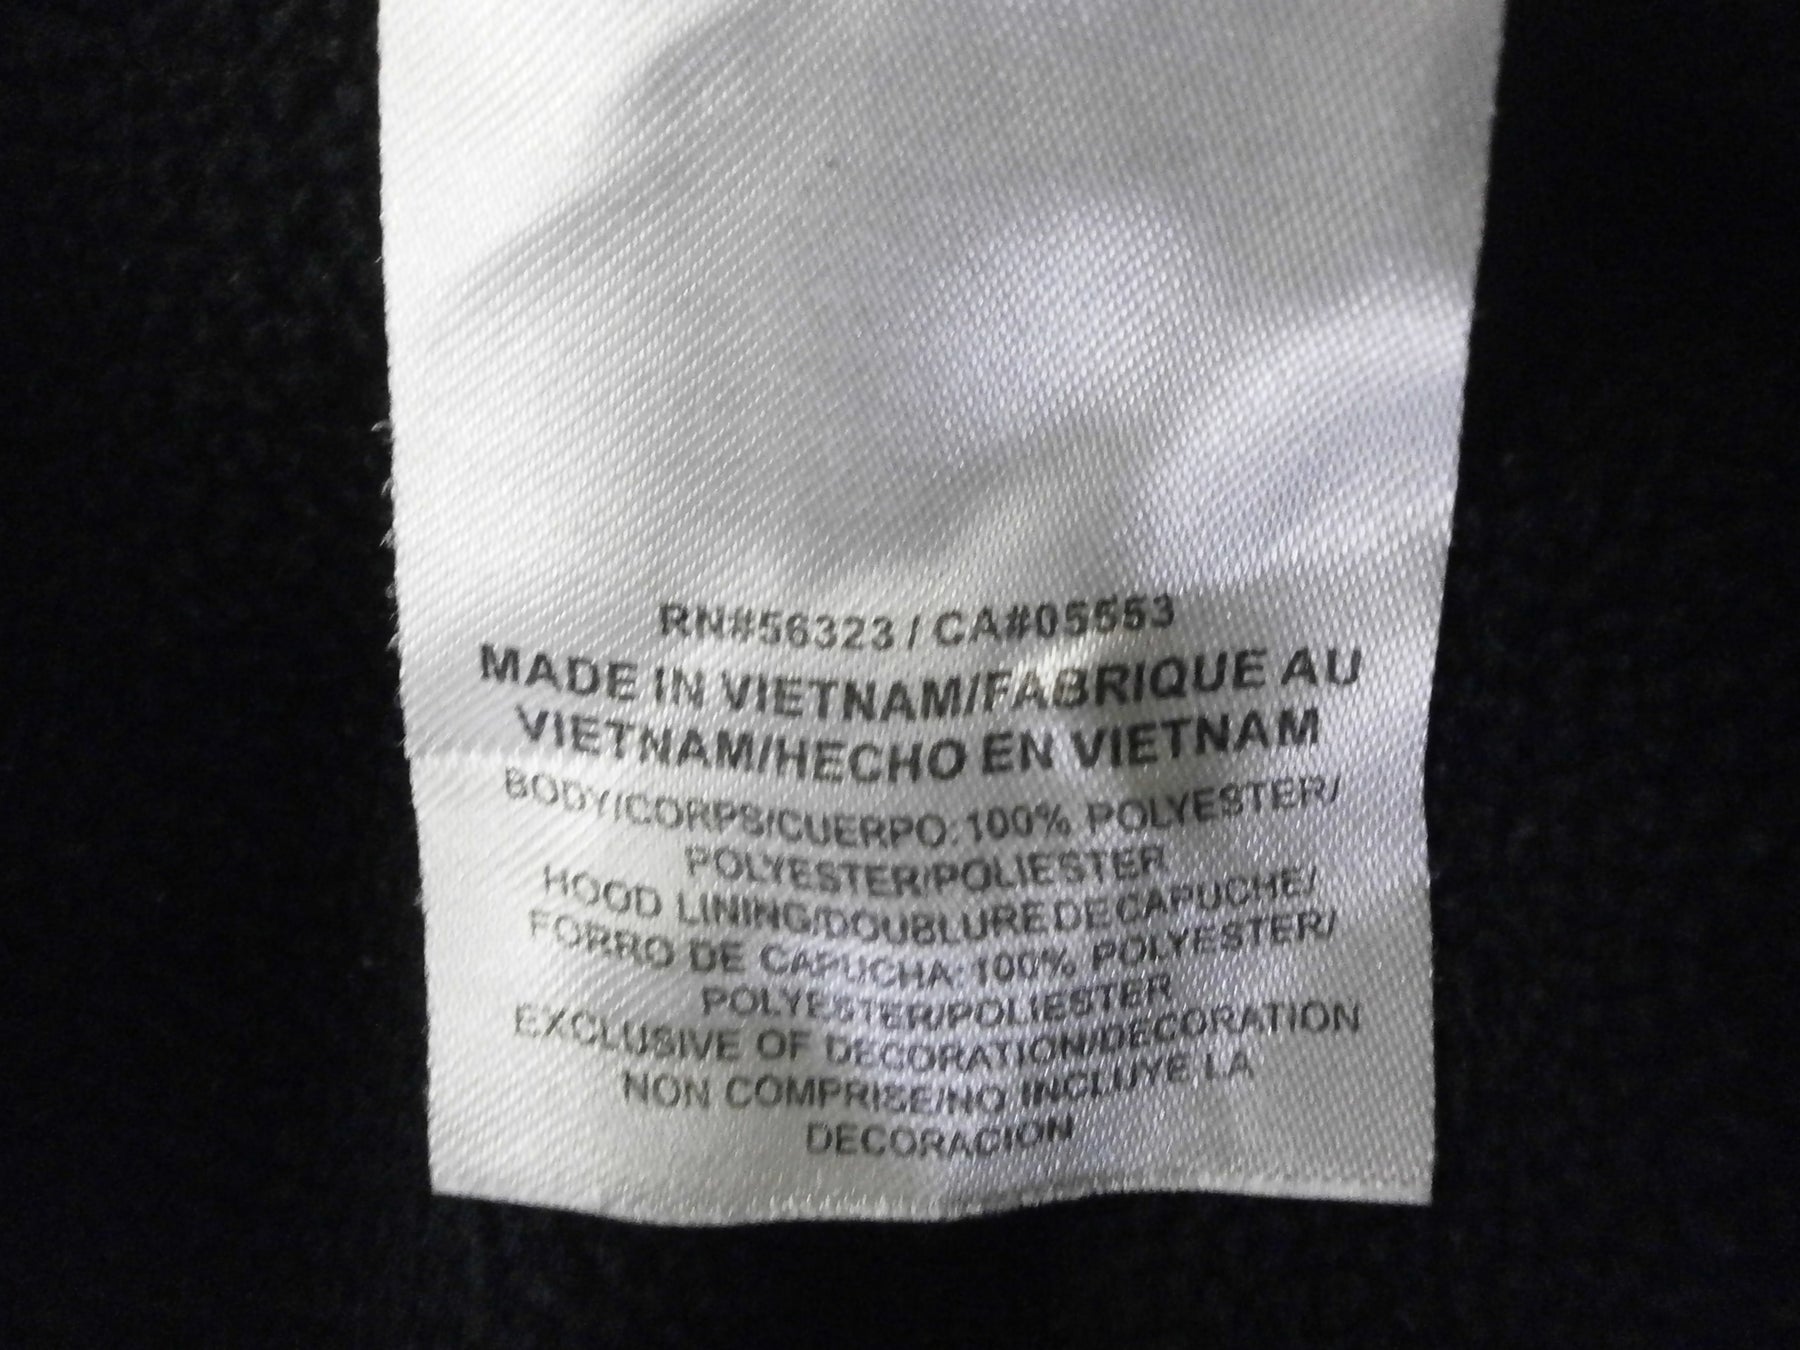 RN#56323 / CA#05553
MADE IN VIETNAM/FABRIQUE AU
VIETNAM/HECHO EN VIETNAM
BODY/CORPS/CUERPO:100% POLYESTER/
POLYESTER/POLIESTER
HOOD LINING/DOUBLURE DE CAPUCHE/
FORRO DE CAPUCHA:100% POLYESTER/
POLYESTER/POLIESTER
EXCLUSIVE OF DECORATION/DECORATION
NON COMPRISE/NO INCLUYE LA
DECORACION